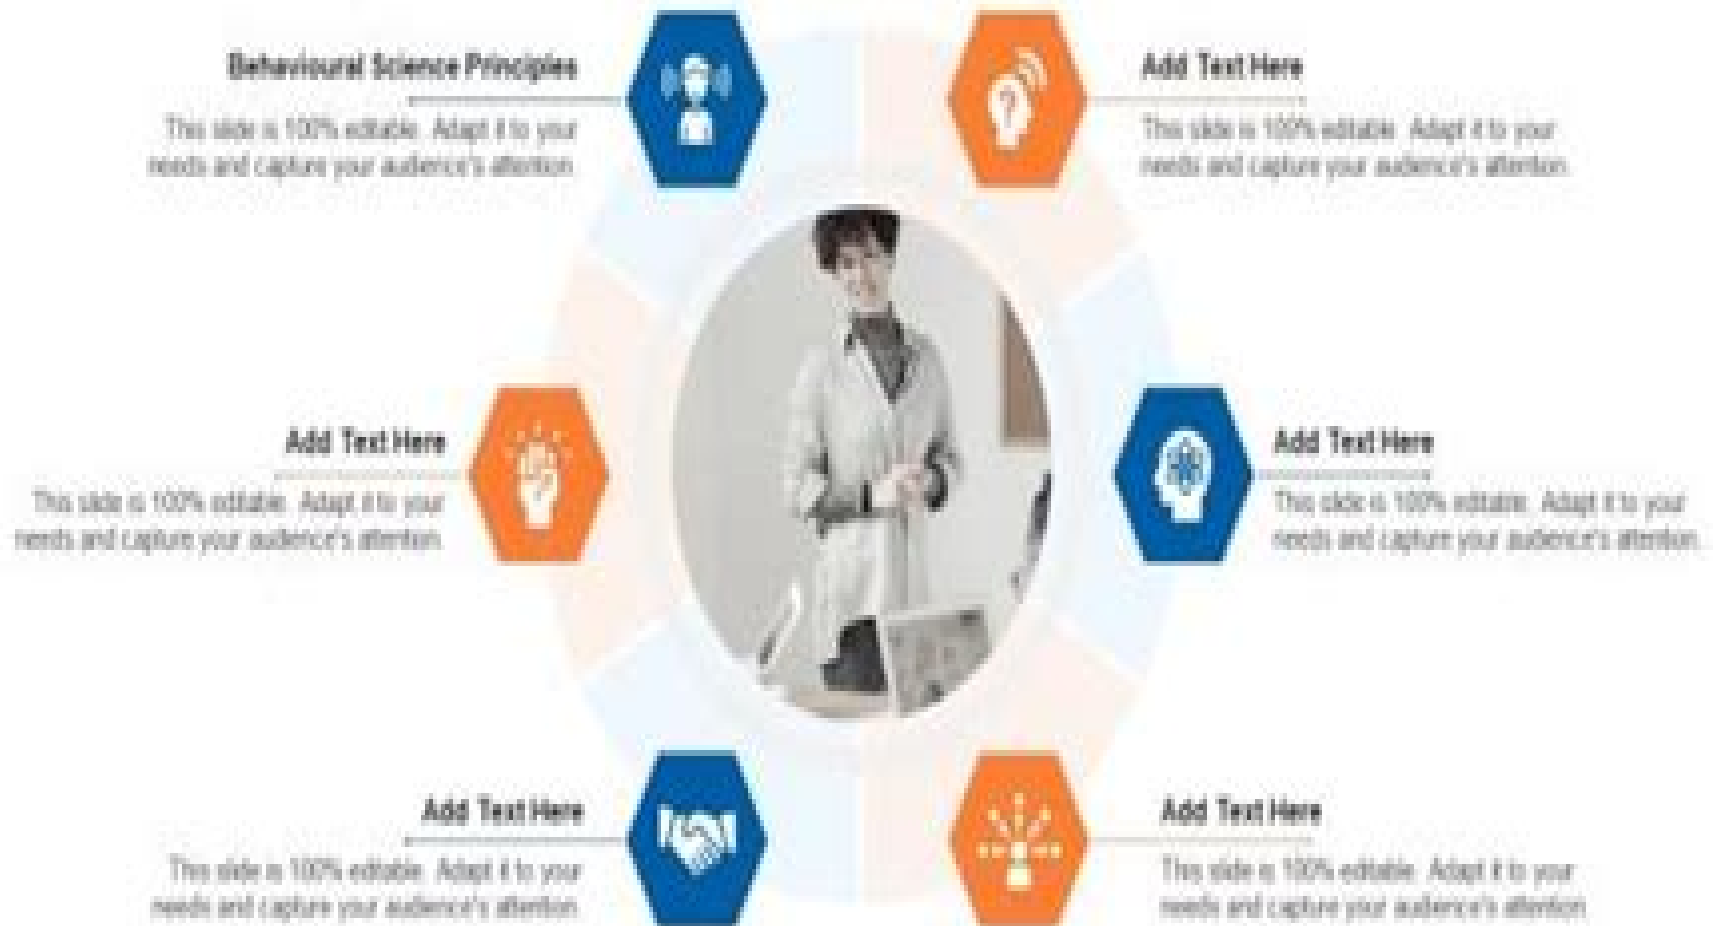 Behavioural Science Principles
This slide is 100% editable. Adapt it to your
needs and capture your audience's attention.
Add Text Here
This slide is 100% editable. Adapt it to your
needs and capture your audience's attention.
Add Text Here
This slide is 100% editable. Adapt it to your
needs and capture your audience's attention.
Add Text Here
This slide is 100% editable. Adapt it to your
needs and capture your audience's attention.
Add Text Here
This slide is 100% editable. Adapt it to your
needs and capture your audience's attention.
Add Text Here
This slide is 100% editable. Adapt it to your
needs and capture your audience's attention.